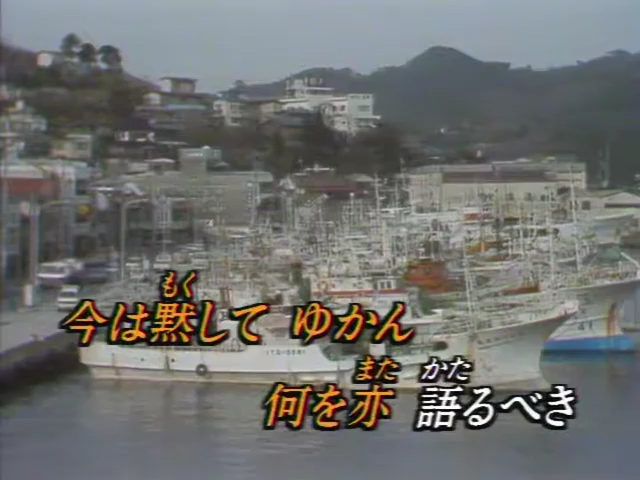 もく
今は黙して ゆかん
また かた
何を亦 語るべき